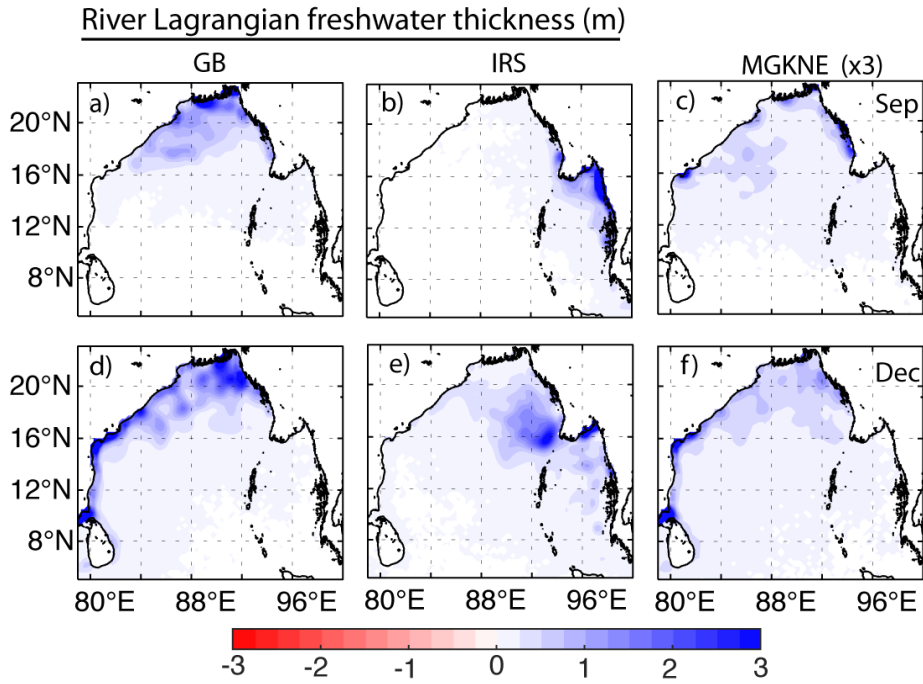 River Lagrangian freshwater thickness (m)
GB IRS MGKNE (x3)
a) b) c) Sep
20°N
16°N
12°N
8°N
d) e) f) Dec
20°N
16°N
12°N
8°N
80°E 88°E 96°E 80°E 88°E 96°E 80°E 88°E 96°E
-3 -2 -1 0 1 2 3